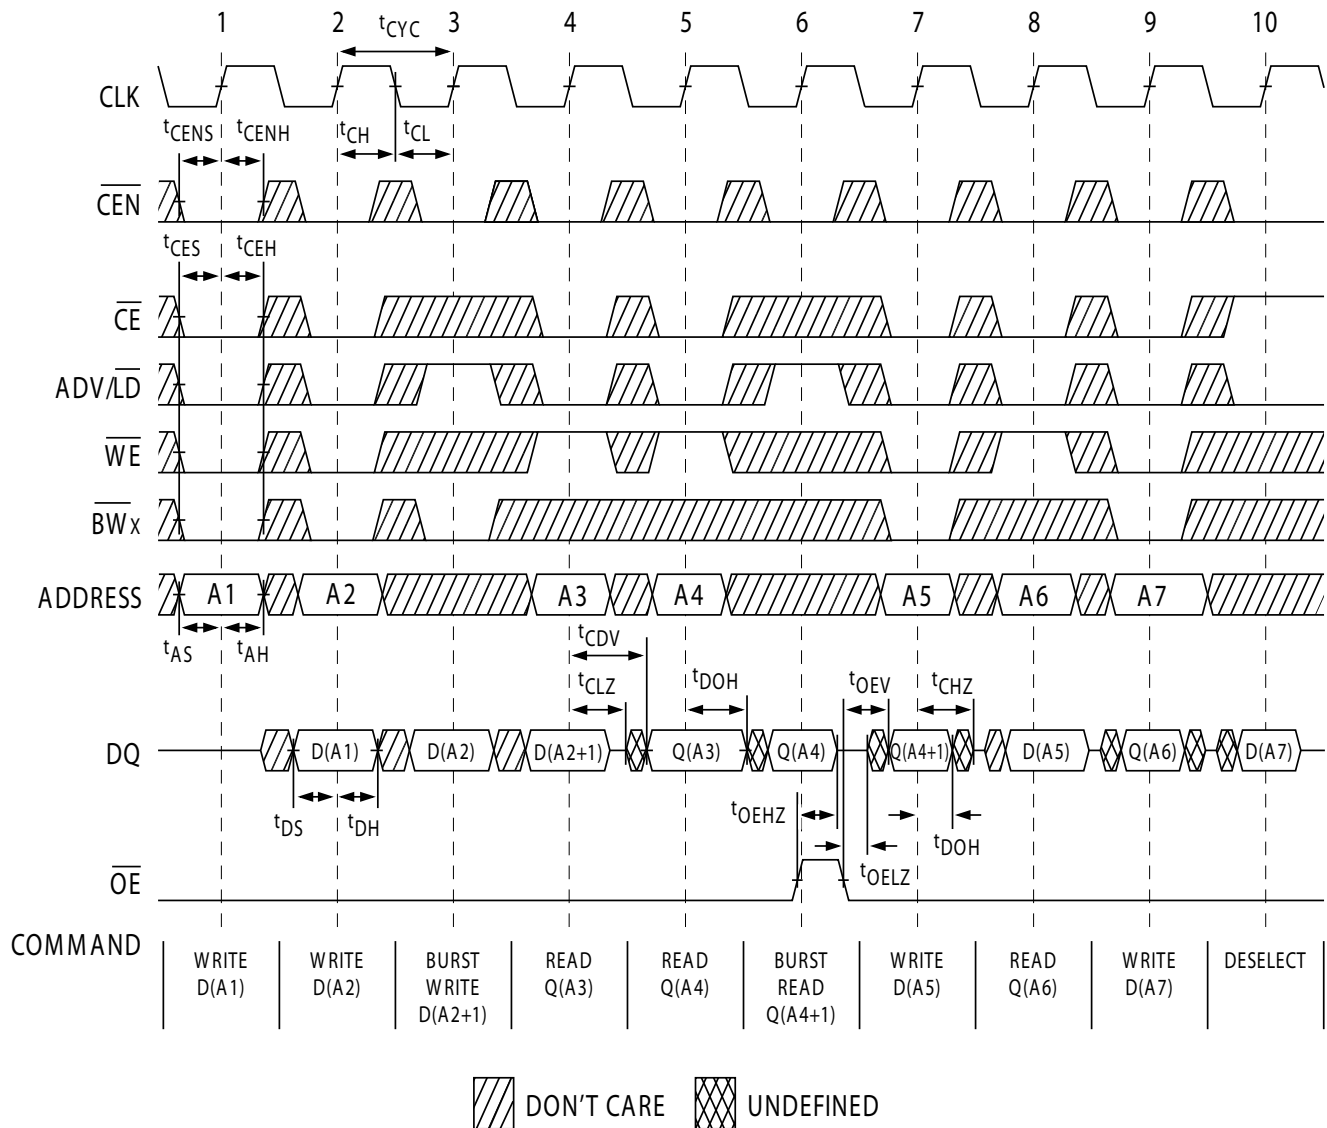 1 2 tCYC 3 4 5 6 7 8 9 10
CLK
tCENS tCENH tCH tCL
CEN
tCES tCEH
CE
ADV/LD
WE
BWx
ADDRESS A1 A2 A3 A4 A5 A6 A7
tAS tAH tCDV
tCLZ tDOH tOEV tCHZ
DQ D(A1) D(A2) D(A2+1) Q(A3) Q(A4) Q(A4+1) D(A5) Q(A6) D(A7)
tDS tDH tOEHZ tDOH
tOELZ
OE
COMMAND
WRITE WRITE BURST READ READ BURST WRITE READ WRITE DESELECT
D(A1) D(A2) WRITE Q(A3) Q(A4) READ D(A5) Q(A6) D(A7)
D(A2+1) Q(A4+1)
DON'T CARE UNDEFINED